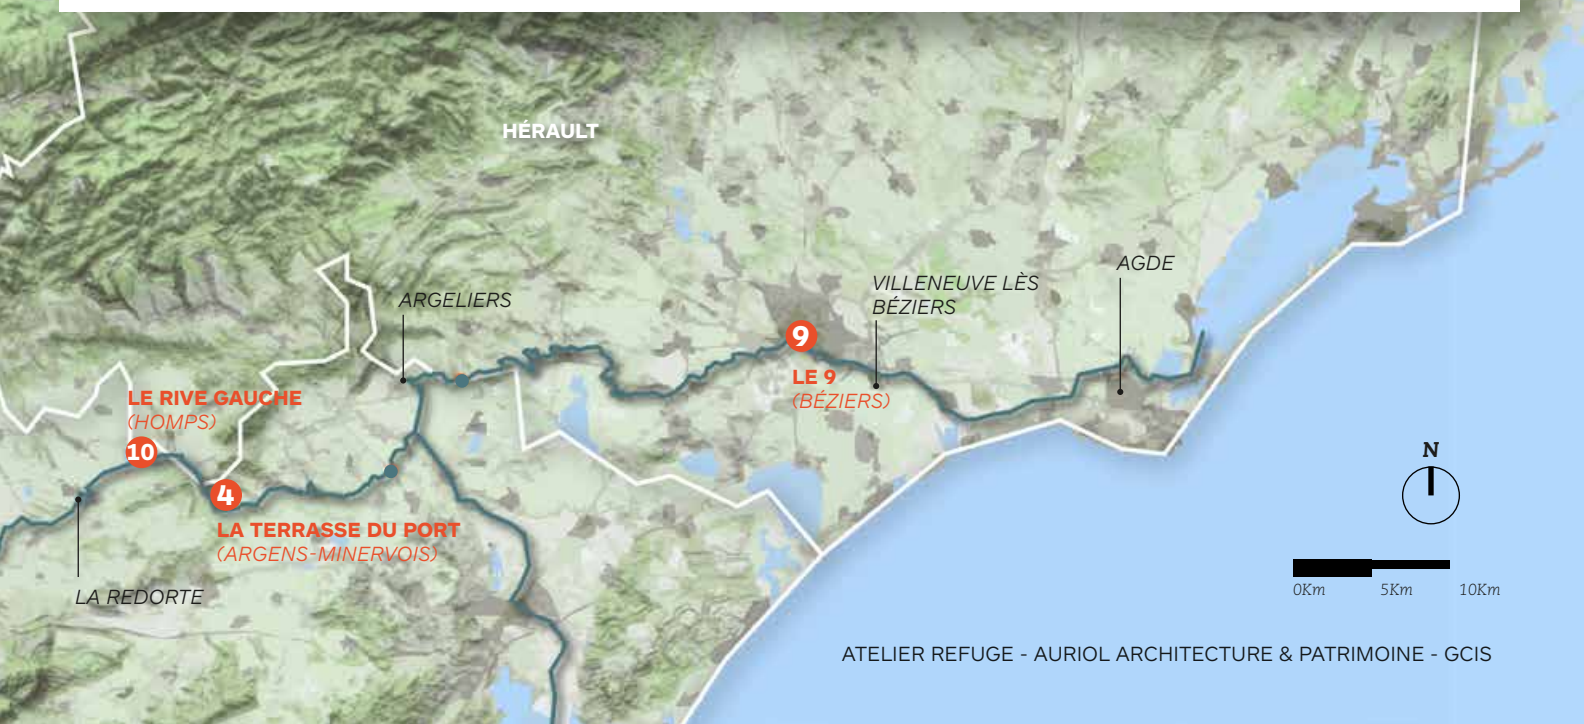 HÉRAULT
AGDE
VILLENEUVE LÈS
BÉZIERS
ARGELIERS
9
LE 9
(BÉZIERS)
LE RIVE GAUCHE
(HOMPS)
10
4
LA TERRASSE DU PORT
(ARGENS-MINERVOIS)
LA REDORTE
N
0Km 5Km 10Km
ATELIER REFUGE - AURIOL ARCHITECTURE & PATRIMOINE - GCIS